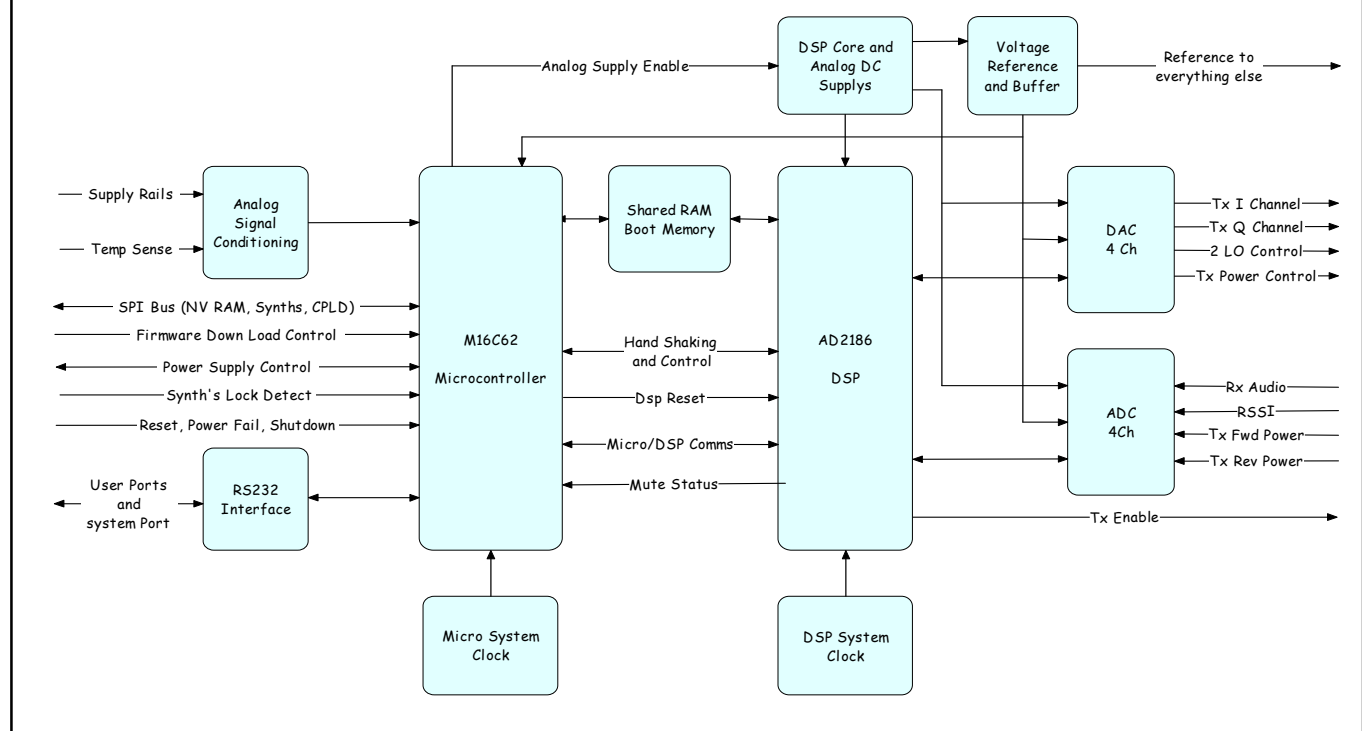 DSP Core and
Analog DC
Supplys
Voltage
Reference
and Buffer
Reference to
everything else
Analog Supply Enable
Supply Rails
Temp Sense
Analog
Signal
Conditioning
Shared RAM
Boot Memory
DAC
4 Ch
Tx I Channel
Tx Q Channel
2 LO Control
Tx Power Control
SPI Bus (NV RAM, Synths, CPLD)
Firmware Down Load Control
Power Supply Control
Synth's Lock Detect
Reset, Power Fail, Shutdown
M16C62
Microcontroller
Hand Shaking
and Control
Dsp Reset
Micro/DSP Comms
Mute Status
AD2186
DSP
ADC
4Ch
Rx Audio
RSSI
Tx Fwd Power
Tx Rev Power
User Ports
and
system Port
RS232
Interface
Tx Enable
Micro System
Clock
DSP System
Clock